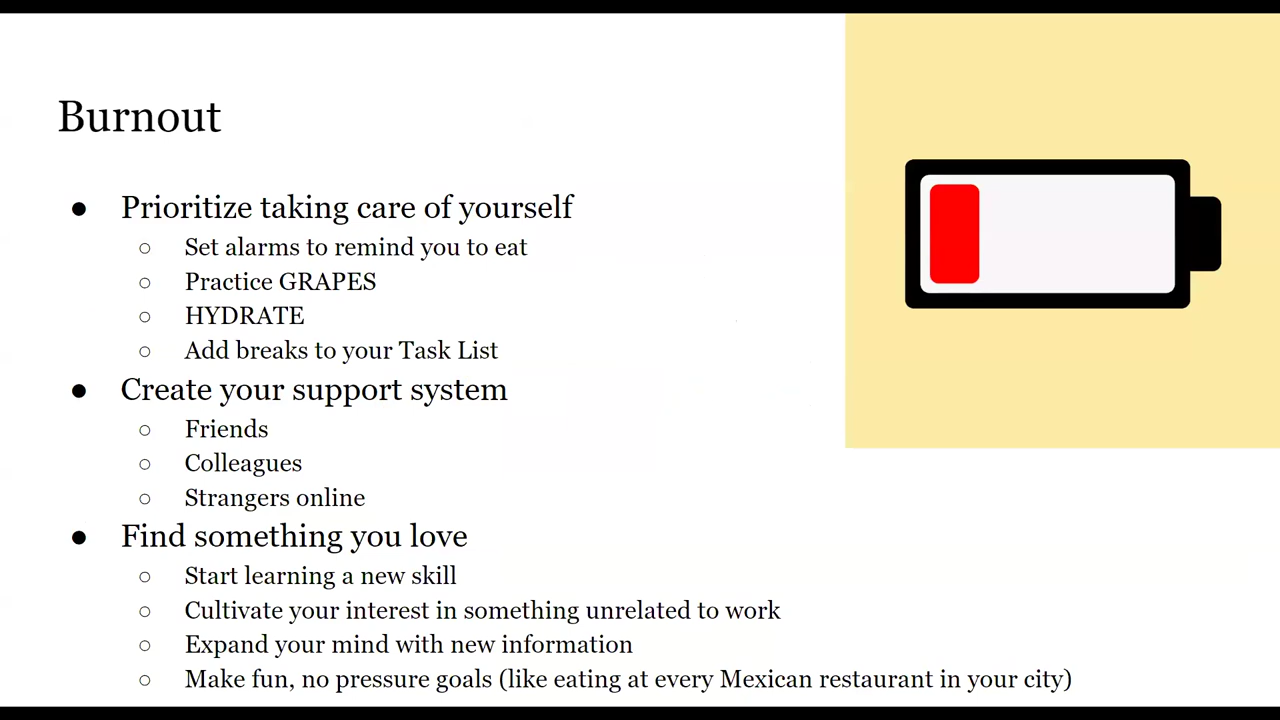 Burnout
● Prioritize taking care of yourself
○ Set alarms to remind you to eat
○ Practice GRAPES
○ HYDRATE
○ Add breaks to your Task List
● Create your support system
○ Friends
○ Colleagues
○ Strangers online
● Find something you love
○ Start learning a new skill
○ Cultivate your interest in something unrelated to work
○ Expand your mind with new information
○ Make fun, no pressure goals (like eating at every Mexican restaurant in your city)